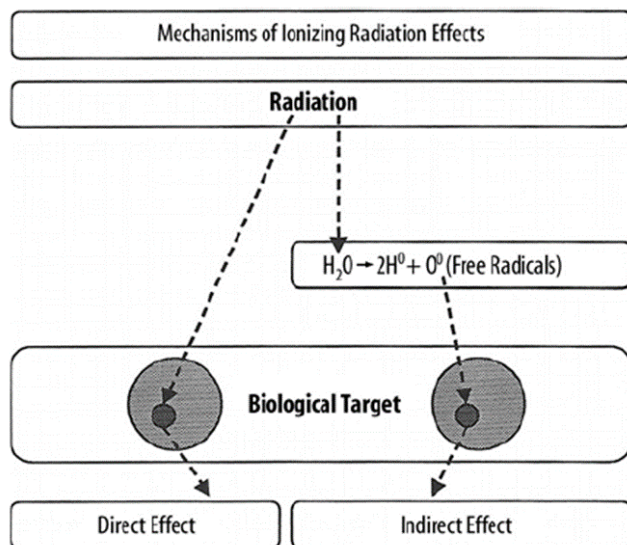 Mechanisms of Ionizing Radiation Effects
Radiation
H₂O → 2H⁰ + O⁰ (Free Radicals)
Biological Target
Direct Effect
Indirect Effect